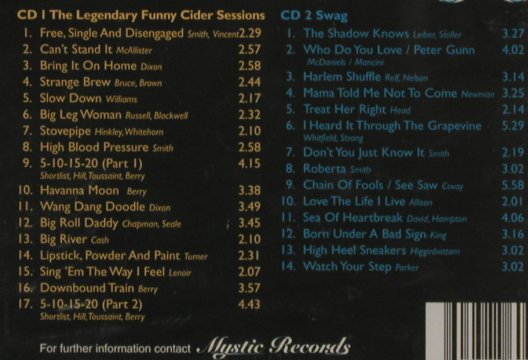 CD 1 The Legendary Funny Cider Sessions
1. Free, Single And Disengaged Smith, Vincent 2.29
2. Can't Stand It McAllister 2.57
3. Bring It On Home Dixon 2.58
4. Strange Brew Bruce, Brown 2.44
5. Slow Down Williams 2.17
6. Big Leg Woman Russell, Blackwell 2.32
7. Stovepipe Hinkley, Whitehorn 2.10
8. High Blood Pressure Smith 2.58
9. 5-10-15-20 (Part 1) 4.15
Shortlist, Hill, Toussaint, Berry
10. Havanna Moon Berry 3.38
11. Wang Dang Doodle Dixon 3.49
12. Big Roll Daddy Chapman, Seale 3.45
13. Big River Cash 2.10
14. Lipstick, Powder And Paint Turner 2.31
15. Sing 'Em The Way I Feel Lenoir 2.07
16. Downbound Train Berry 3.57
17. 5-10-15-20 (Part 2) 4.43
Shortlist, Hill, Toussaint, Berry
CD 2 Swag
1. The Shadow Knows Leiber, Stoller 3.27
2. Who Do You Love / Peter Gunn 4.02
McDaniels / Mancini
3. Harlem Shuffle Relf, Nelson 3.14
4. Mama Told Me Not To Come Newman 3.25
5. Treat Her Right Head 2.14
6. I Heard It Through The Grapevine 5.29
Whitfield, Strong
7. Don't You Just Know It Smith 2.19
8. Roberta Smith 3.02
9. Chain Of Fools / See Saw Covay 5.58
10. Love The Life I Live Allison 2.01
11. Sea Of Heartbreak David, Hampton 4.06
12. Born Under A Bad Sign King 3.16
13. High Heel Sneakers Higginbottom 3.02
14. Watch Your Step Parker 3.02
For further information contact Mystic Records